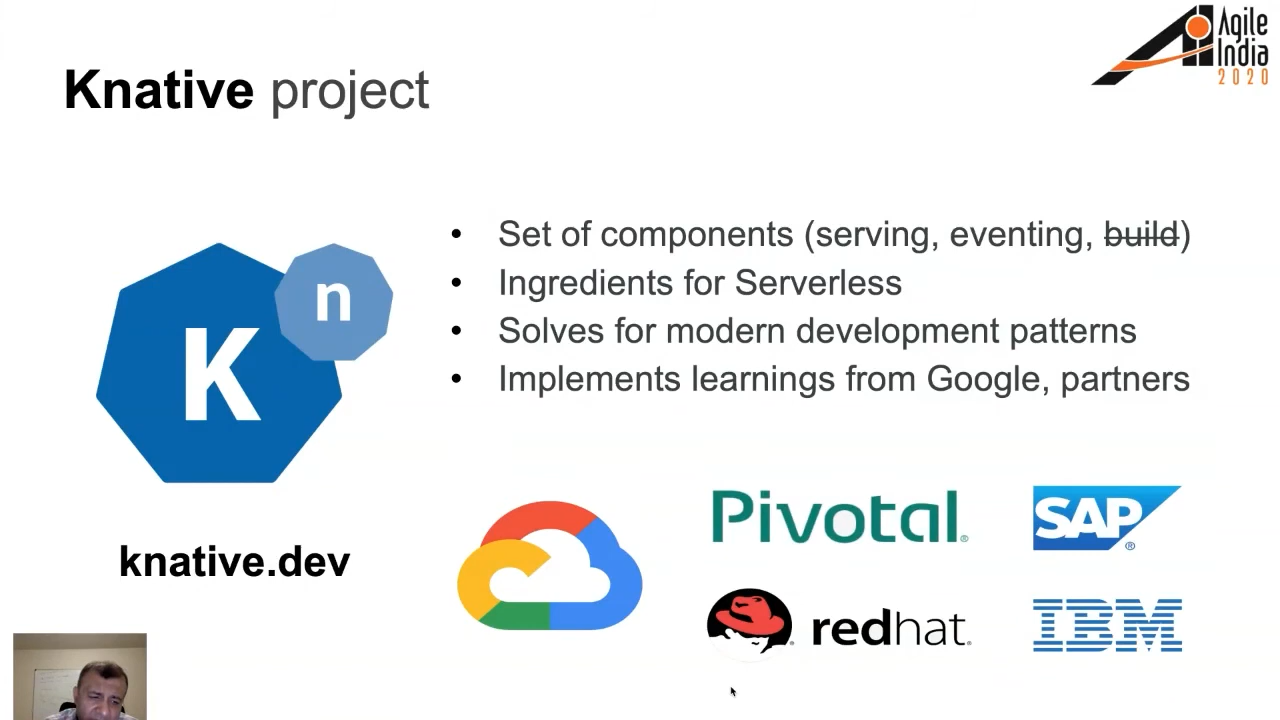 Agile
India
2020
Knative project
K
n
• Set of components (serving, eventing, build)
• Ingredients for Serverless
• Solves for modern development patterns
• Implements learnings from Google, partners
knative.dev
Pivotal®
SAP®
redhat®
IBM